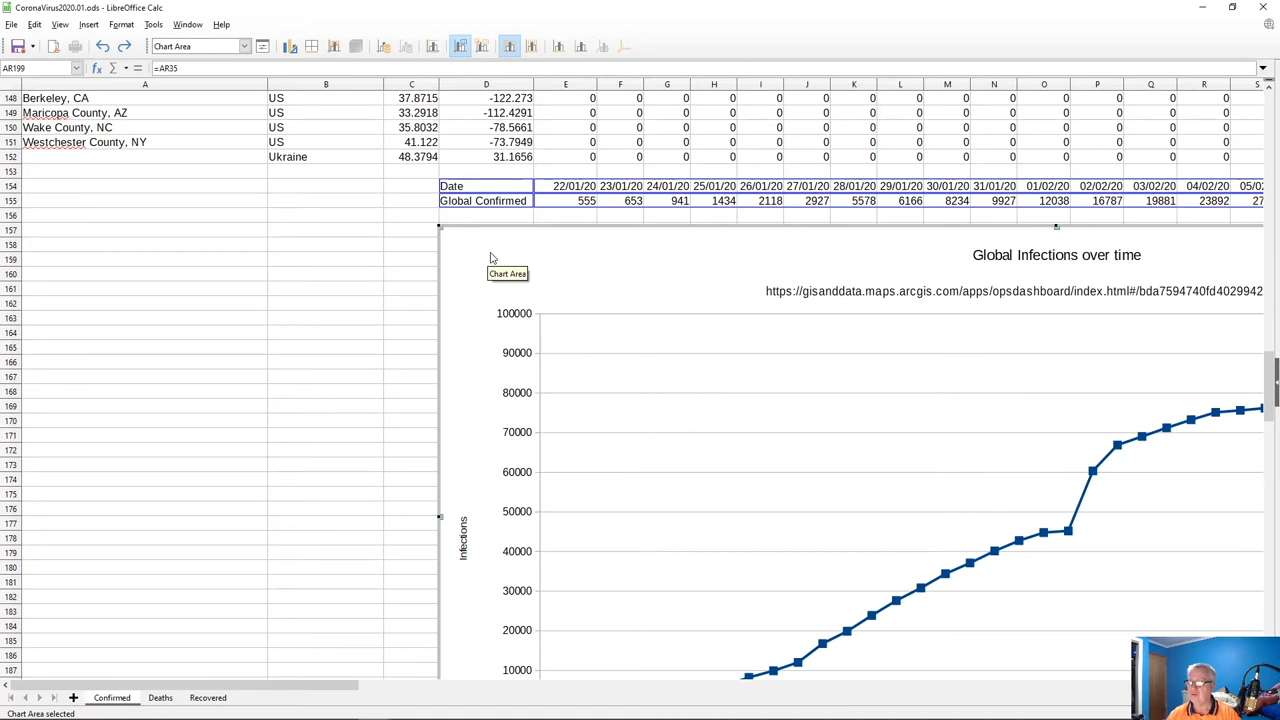 CoronaVirus2020.01.ods - LibreOffice Calc
File Edit View Insert Format Tools Window Help
Chart Area
AR199 =AR35
A B C D E F G H I J K L M N O P Q R S
148 Berkeley, CA US 37.8715 -122.273 0 0 0 0 0 0 0 0 0 0 0 0 0 0
149 Maricopa County, AZ US 33.2918 -112.4291 0 0 0 0 0 0 0 0 0 0 0 0 0 0
150 Wake County, NC US 35.8032 -78.5661 0 0 0 0 0 0 0 0 0 0 0 0 0 0
151 Westchester County, NY US 41.122 -73.7949 0 0 0 0 0 0 0 0 0 0 0 0 0 0
152 Ukraine 48.3794 31.1656 0 0 0 0 0 0 0 0 0 0 0 0 0 0
153
154 Date 22/01/20 23/01/20 24/01/20 25/01/20 26/01/20 27/01/20 28/01/20 29/01/20 30/01/20 31/01/20 01/02/20 02/02/20 03/02/20 04/02/20 05/02
155 Global Confirmed 555 653 941 1434 2118 2927 5578 6166 8234 9927 12038 16787 19881 23892 27
156
157
158
159
160
161
162
163
164
165
166
167
168
169
170
171
172
173
174
175
176
177
178
179
180
181
182
183
184
185
186
187
Chart Area
Global Infections over time
https://gisanddata.maps.arcgis.com/apps/opsdashboard/index.html#/bda7594740fd4029942
100000
90000
80000
70000
60000
50000
40000
30000
20000
10000
Infections
Confirmed Deaths Recovered
Chart Area selected